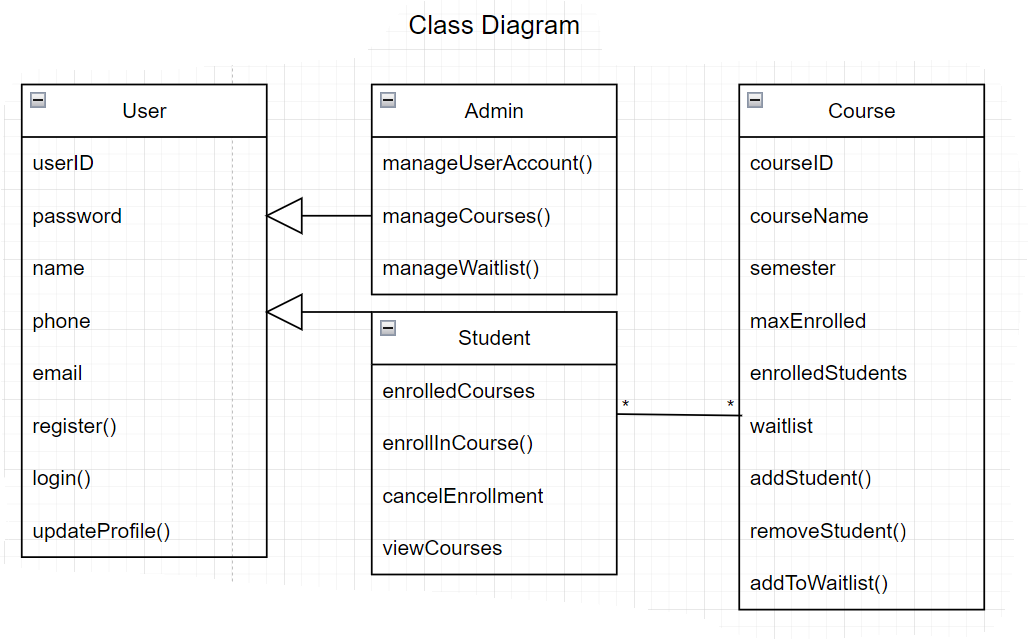 Class Diagram
User
userID
password
name
phone
email
register()
login()
updateProfile()
Admin
manageUserAccount()
manageCourses()
manageWaitlist()
Student
enrolledCourses
enrollInCourse()
cancelEnrollment
viewCourses
*
*
Course
courseID
courseName
semester
maxEnrolled
enrolledStudents
waitlist
addStudent()
removeStudent()
addToWaitlist()